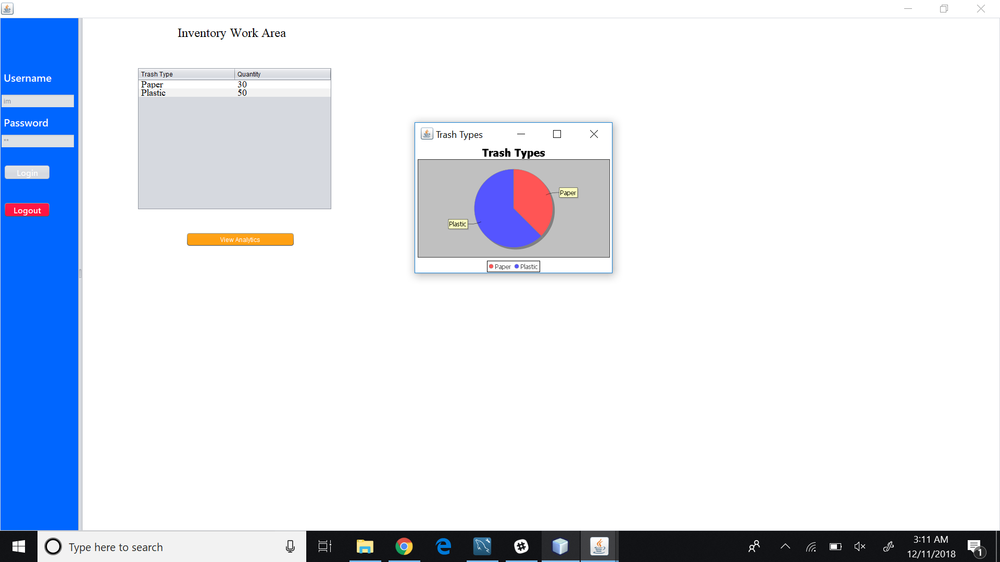 Inventory Work Area
Username
im
Password
**
Login
Logout
Trash Type Quantity
Paper 30
Plastic 50
View Analytics
Trash Types
Trash Types
Paper
Plastic
Paper Plastic
Type here to search
3:11 AM
12/11/2018
1